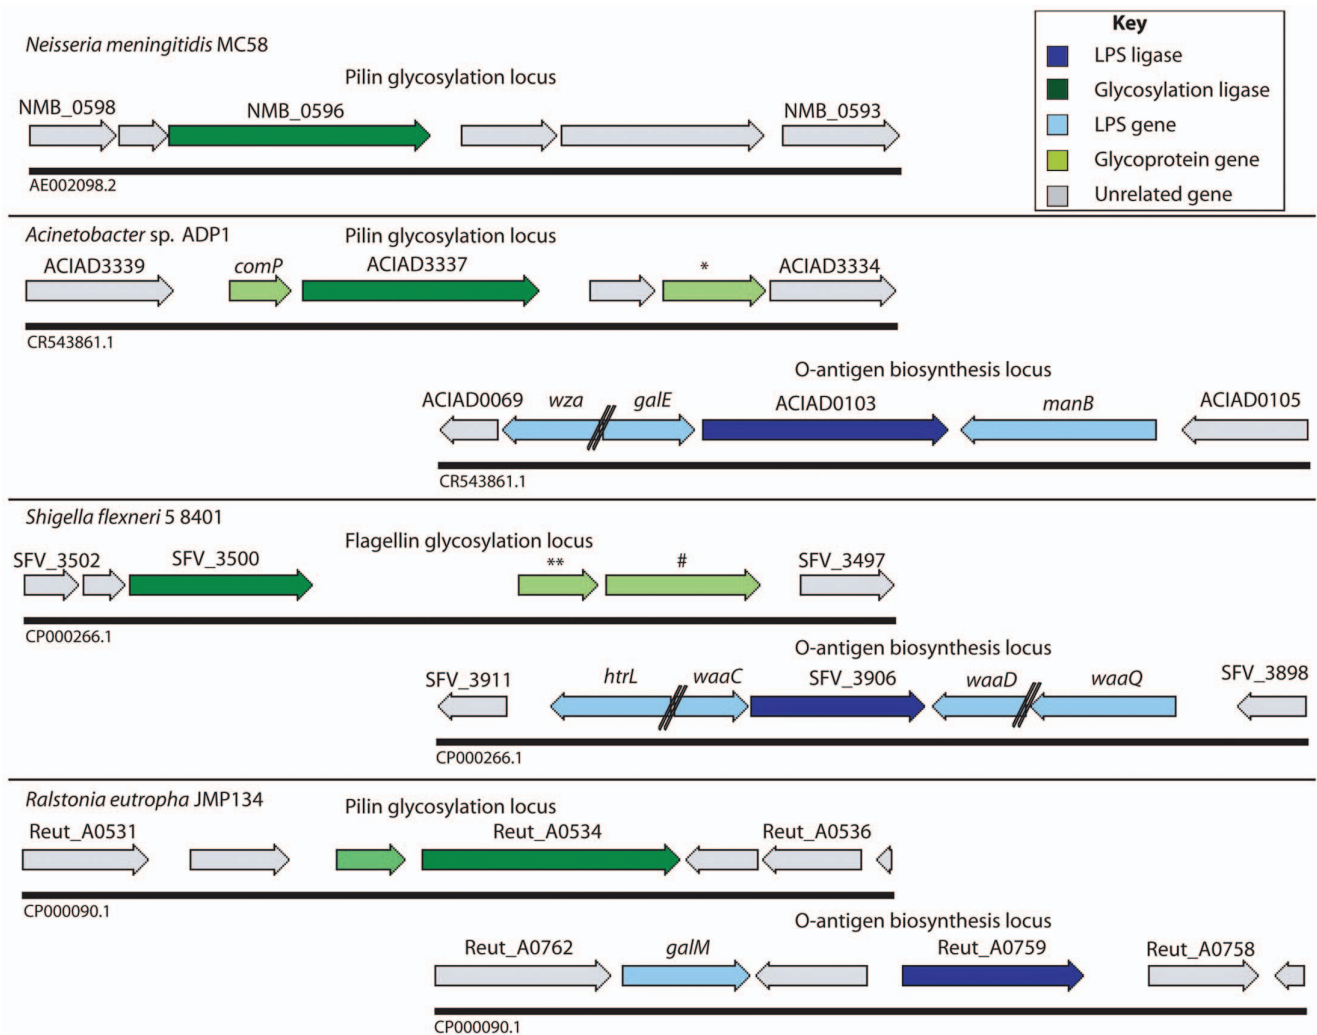 Neisseria meningitidis MC58
Pilin glycosylation locus
NMB_0598 NMB_0596 NMB_0593
AE002098.2
Key
LPS ligase
Glycosylation ligase
LPS gene
Glycoprotein gene
Unrelated gene
Acinetobacter sp. ADP1
Pilin glycosylation locus
ACIAD3339 comP ACIAD3337 * ACIAD3334
CR543861.1
O-antigen biosynthesis locus
ACIAD0069 wza galE ACIAD0103 manB ACIAD0105
CR543861.1
Shigella flexneri 5 8401
Flagellin glycosylation locus
SFV_3502 SFV_3500 ** # SFV_3497
CP000266.1
O-antigen biosynthesis locus
SFV_3911 htrL waaC SFV_3906 waaD waaQ SFV_3898
CP000266.1
Ralstonia eutropha JMP134
Pilin glycosylation locus
Reut_A0531 Reut_A0534 Reut_A0536
CP000090.1
O-antigen biosynthesis locus
Reut_A0762 galM Reut_A0759 Reut_A0758
CP000090.1